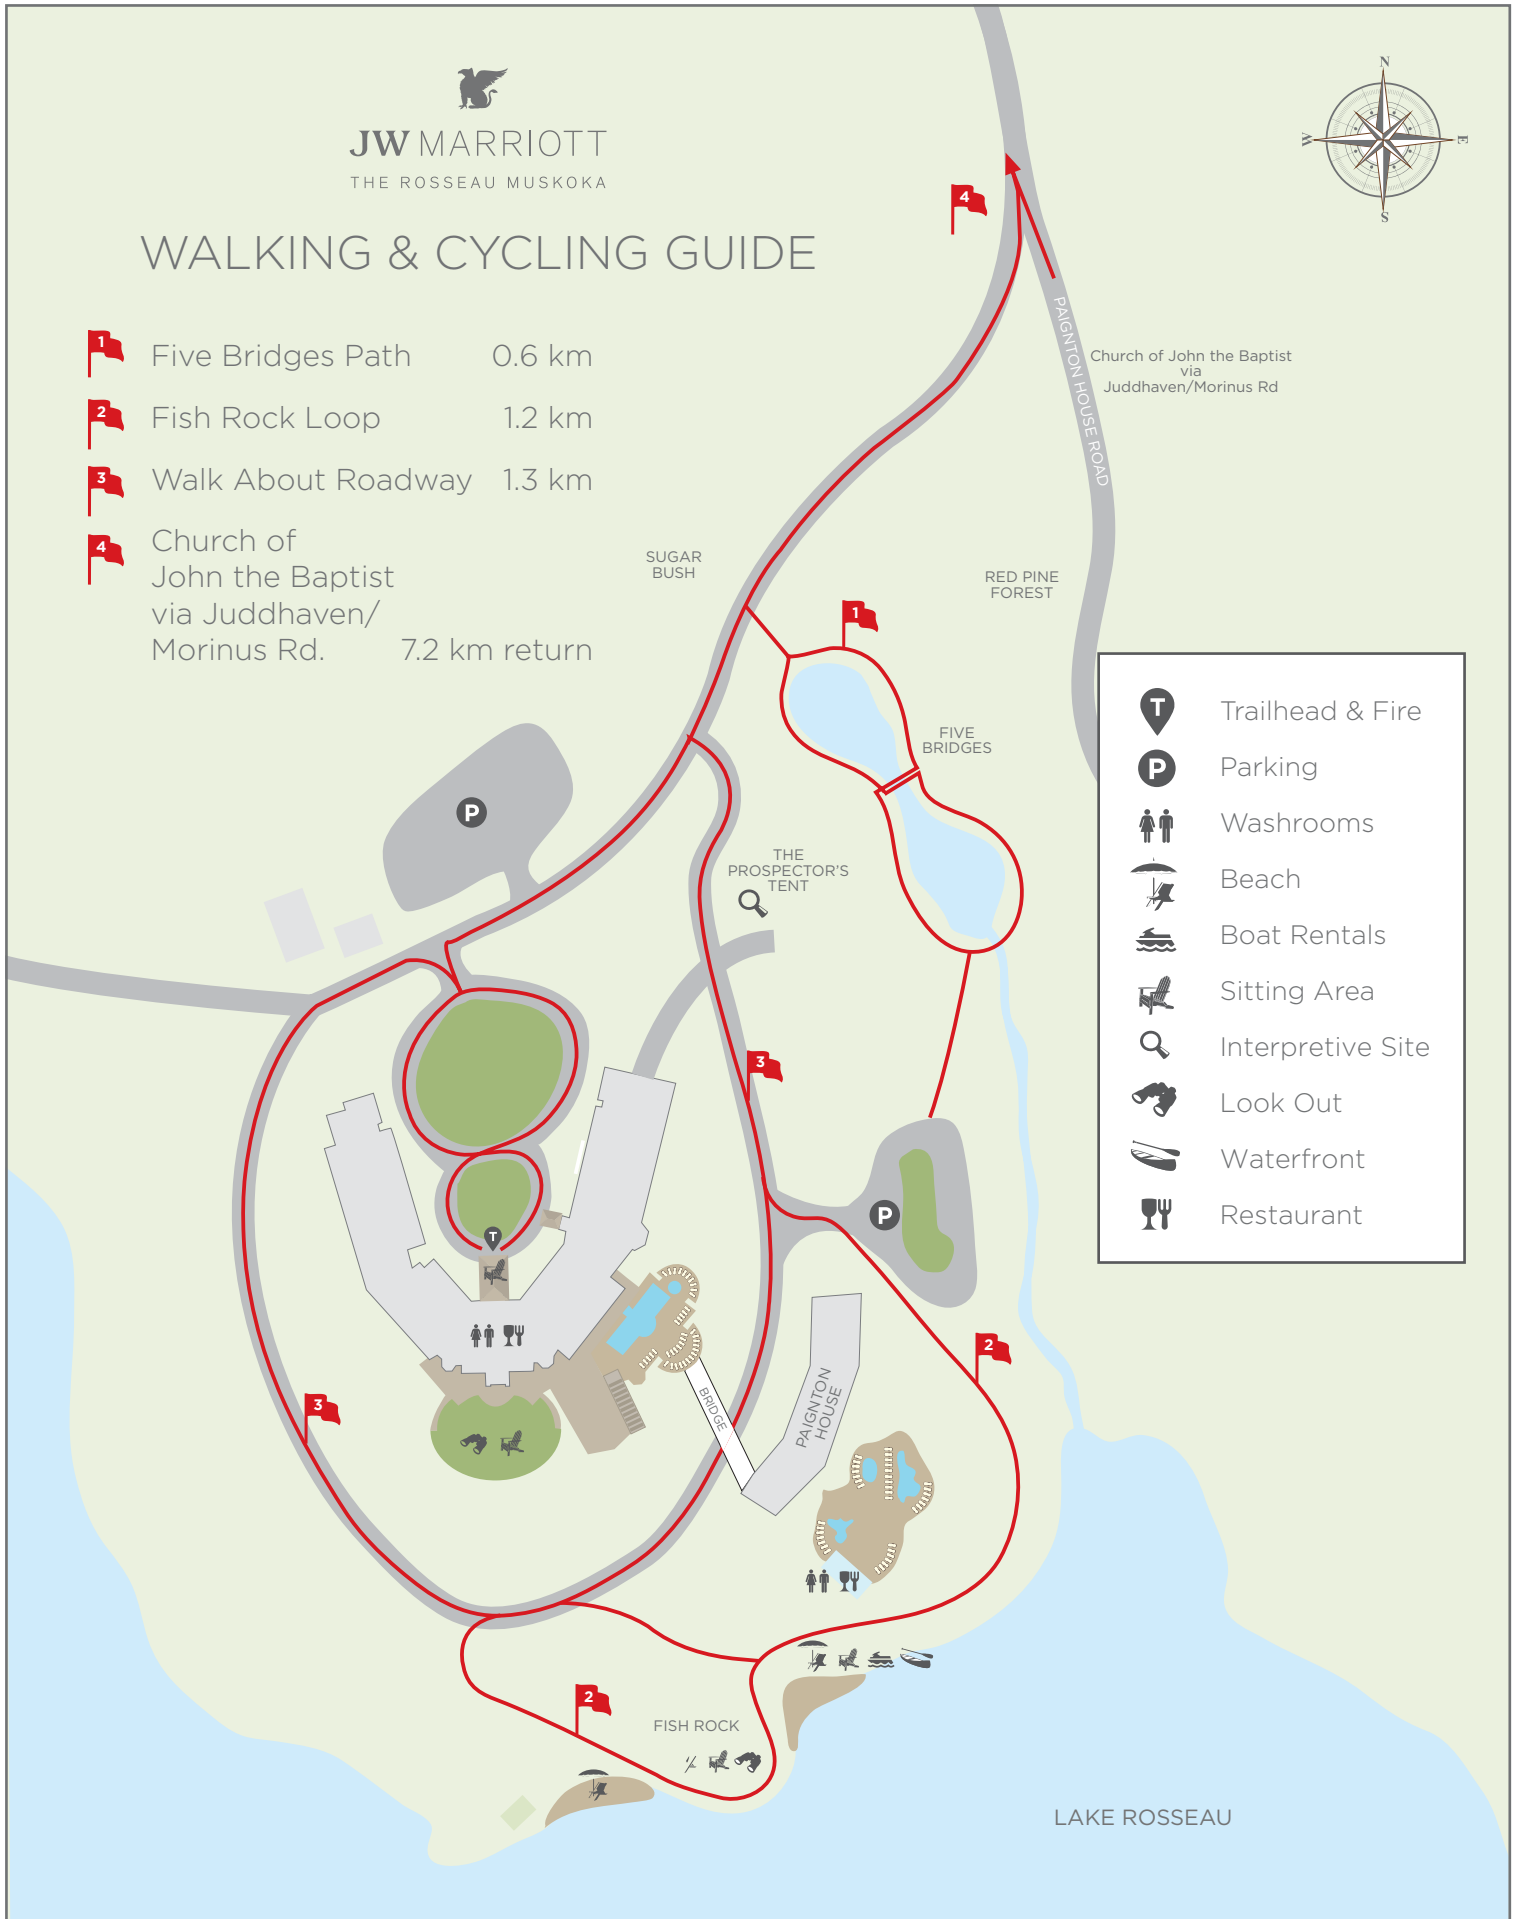 JW MARRIOTT
THE ROSSEAU MUSKOKA
WALKING & CYCLING GUIDE
1 Five Bridges Path 0.6 km
2 Fish Rock Loop 1.2 km
3 Walk About Roadway 1.3 km
4 Church of
John the Baptist
via Juddhaven/
Morinus Rd. 7.2 km return
N
W
E
S
4
PAIGNTON HOUSE ROAD
Church of John the Baptist
via
Juddhaven/Morinus Rd
SUGAR
BUSH
RED PINE
FOREST
1
FIVE
BRIDGES
P
THE
PROSPECTOR'S
TENT
T Trailhead & Fire
P Parking
Washrooms
Beach
Boat Rentals
Sitting Area
Interpretive Site
Look Out
Waterfront
Restaurant
3
P
T
2
3
BRIDGE
PAIGNTON
HOUSE
2
FISH ROCK
LAKE ROSSEAU